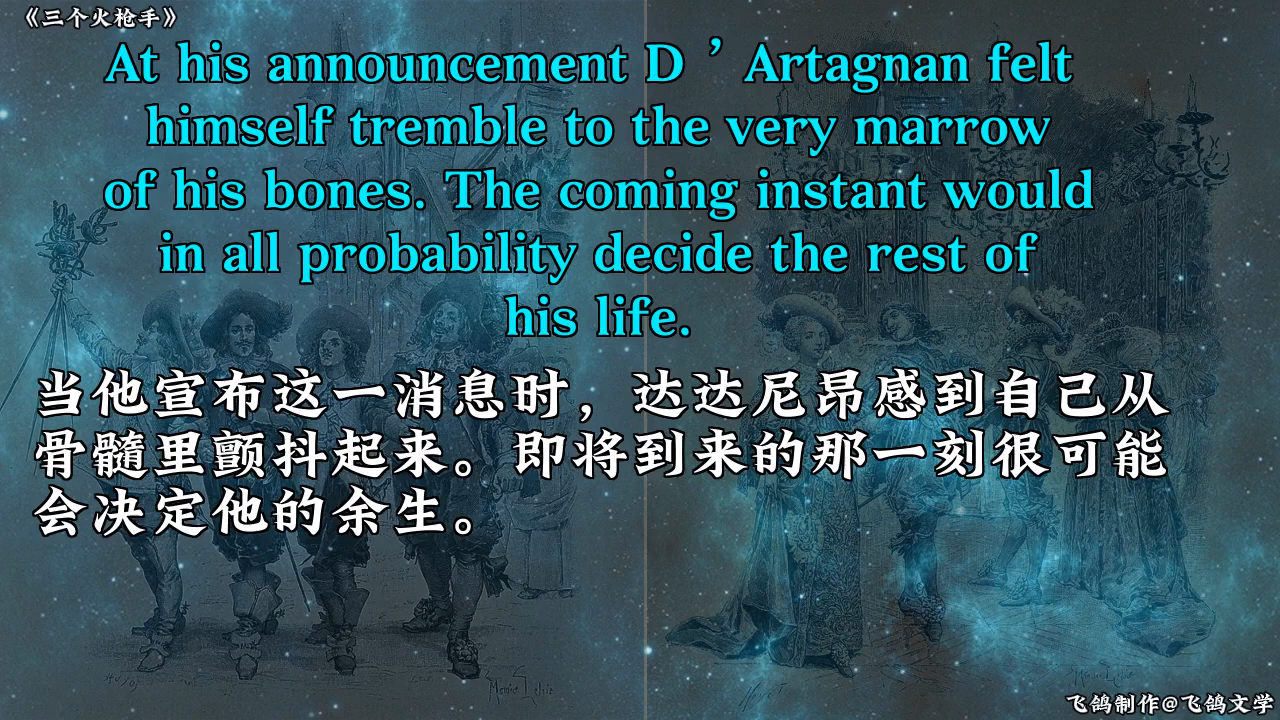 《三个火枪手》
At his announcement D ’ Artagnan felt
himself tremble to the very marrow
of his bones. The coming instant would
in all probability decide the rest of
his life.
当他宣布这一消息时，达达尼昂感到自己从
骨髓里颤抖起来。即将到来的那一刻很可能
会决定他的余生。
飞鸽制作@飞鸽文学